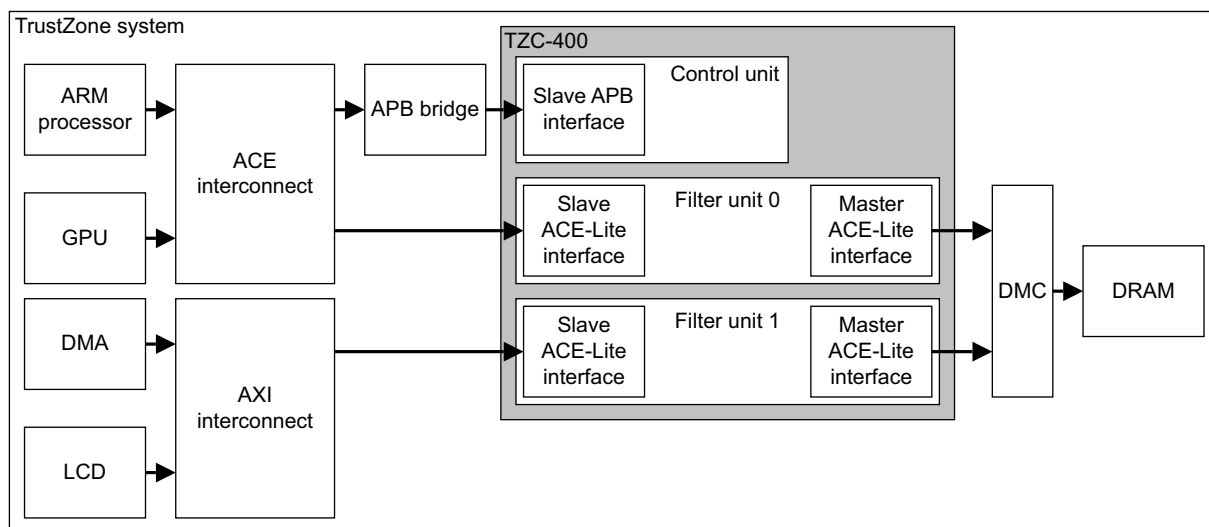 TrustZone system
TZC-400
ARM
processor
ACE
interconnect
APB bridge
Slave APB
interface
Control unit
GPU
Slave
ACE-Lite
interface
Filter unit 0
Master
ACE-Lite
interface
DMA
AXI
interconnect
LCD
Slave
ACE-Lite
interface
Filter unit 1
Master
ACE-Lite
interface
DMC
DRAM